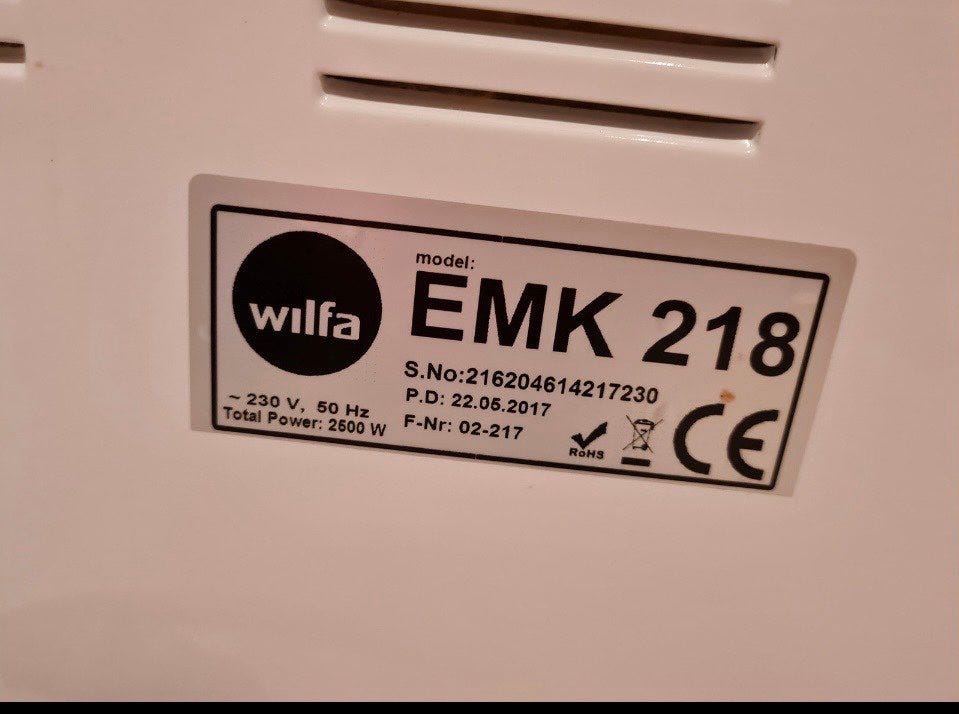 wilfa
model:
EMK 218
S.No:216204614217230
P.D: 22.05.2017
F-Nr: 02-217
~ 230 V, 50 Hz
Total Power: 2500 W
RoHS
CE